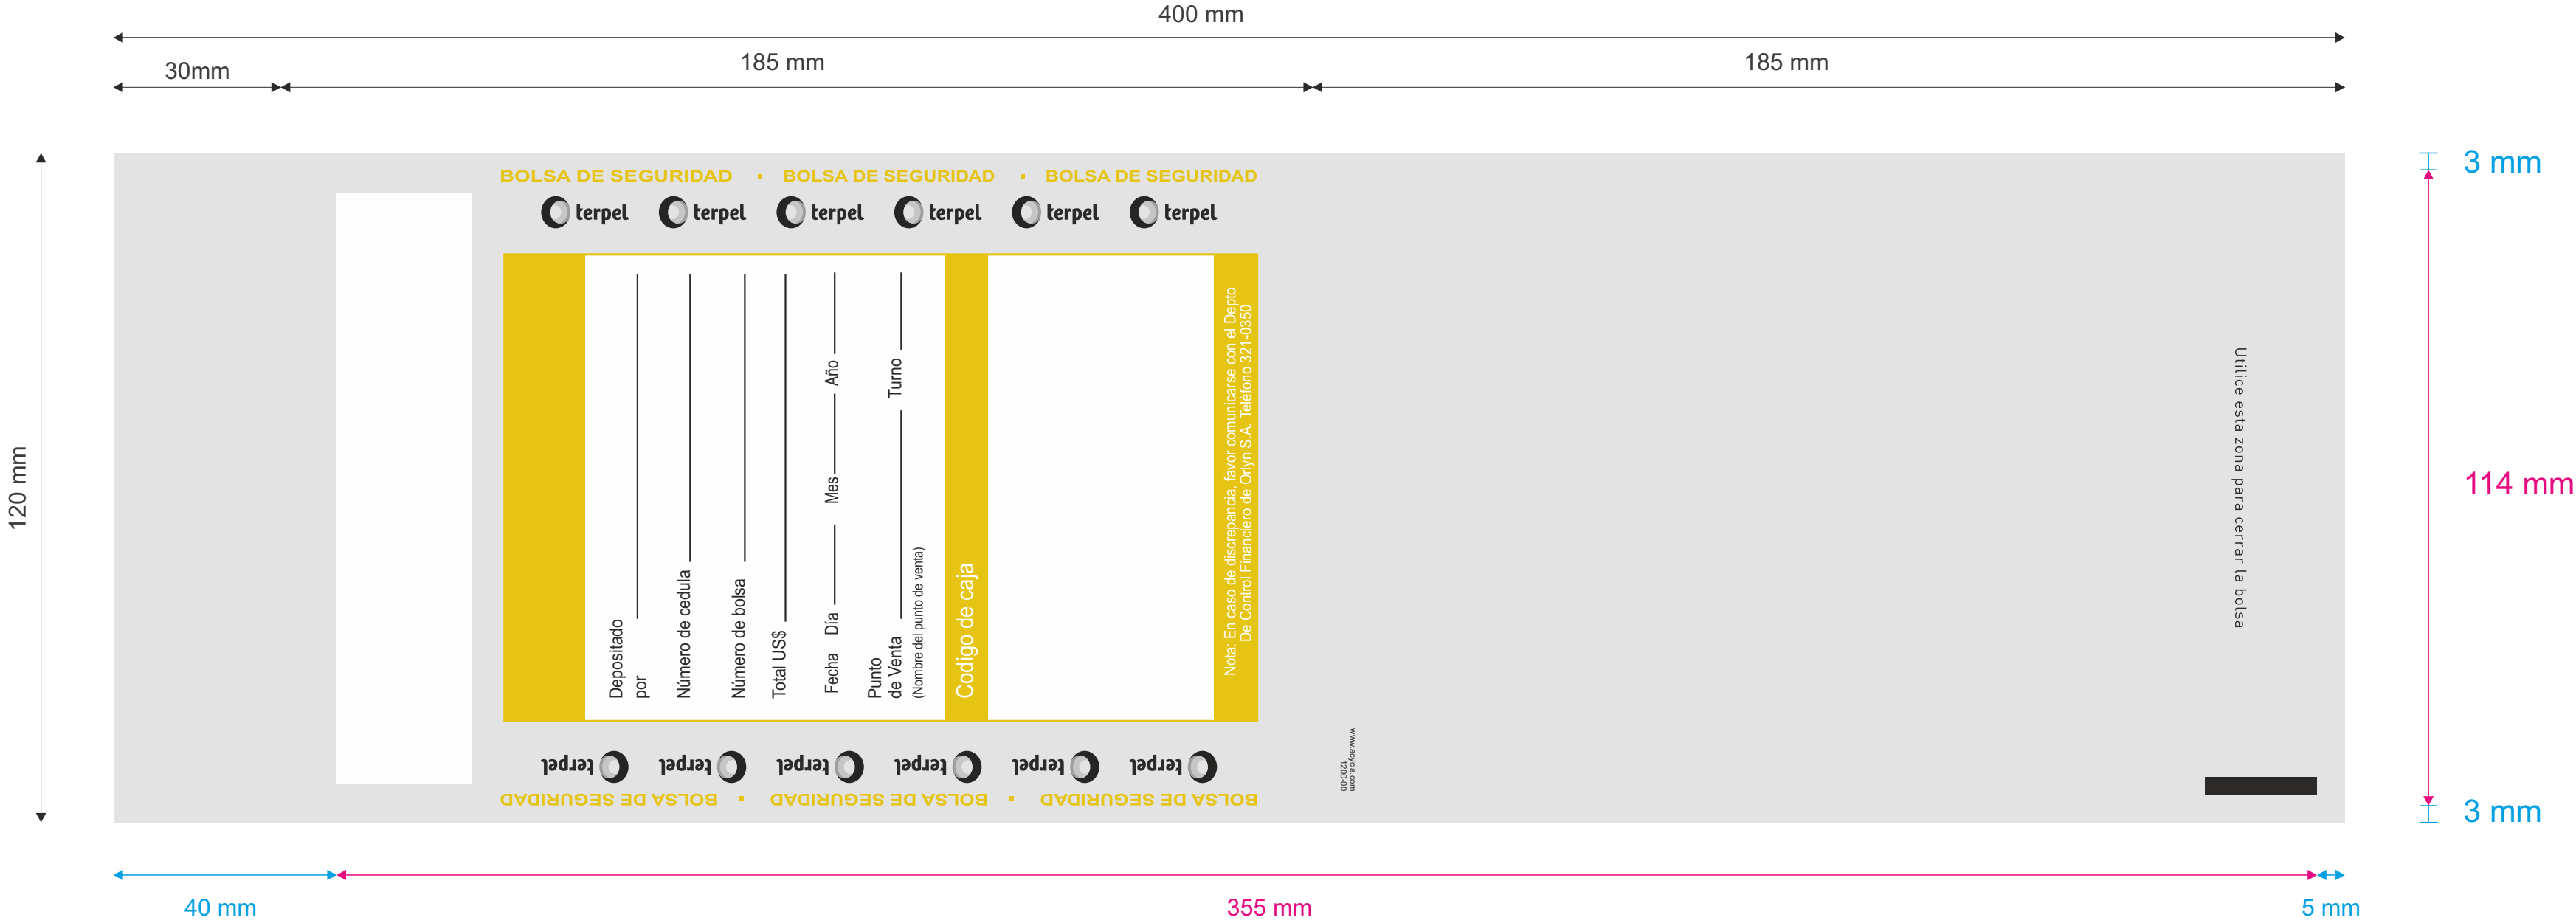 400 mm
30mm
185 mm
185 mm
120 mm
BOLSA DE SEGURIDAD · BOLSA DE SEGURIDAD · BOLSA DE SEGURIDAD
terpel terpel terpel terpel terpel terpel
Depositado
por
Número de cedula
Número de bolsa
Total US$
Fecha Día Mes Año
Punto
de Venta Turno
(Nombre del punto de venta)
Codigo de caja
Nota: En caso de discrepancia, favor comunicarse con el Depto
De Control Financiero de Orlyn S.A. Teléfono 321-0350
terpel terpel terpel terpel terpel terpel
BOLSA DE SEGURIDAD · BOLSA DE SEGURIDAD · BOLSA DE SEGURIDAD
www.acycia.com
1200-000
Utilice esta zona para cerrar la bolsa
3 mm
114 mm
3 mm
40 mm
355 mm
5 mm